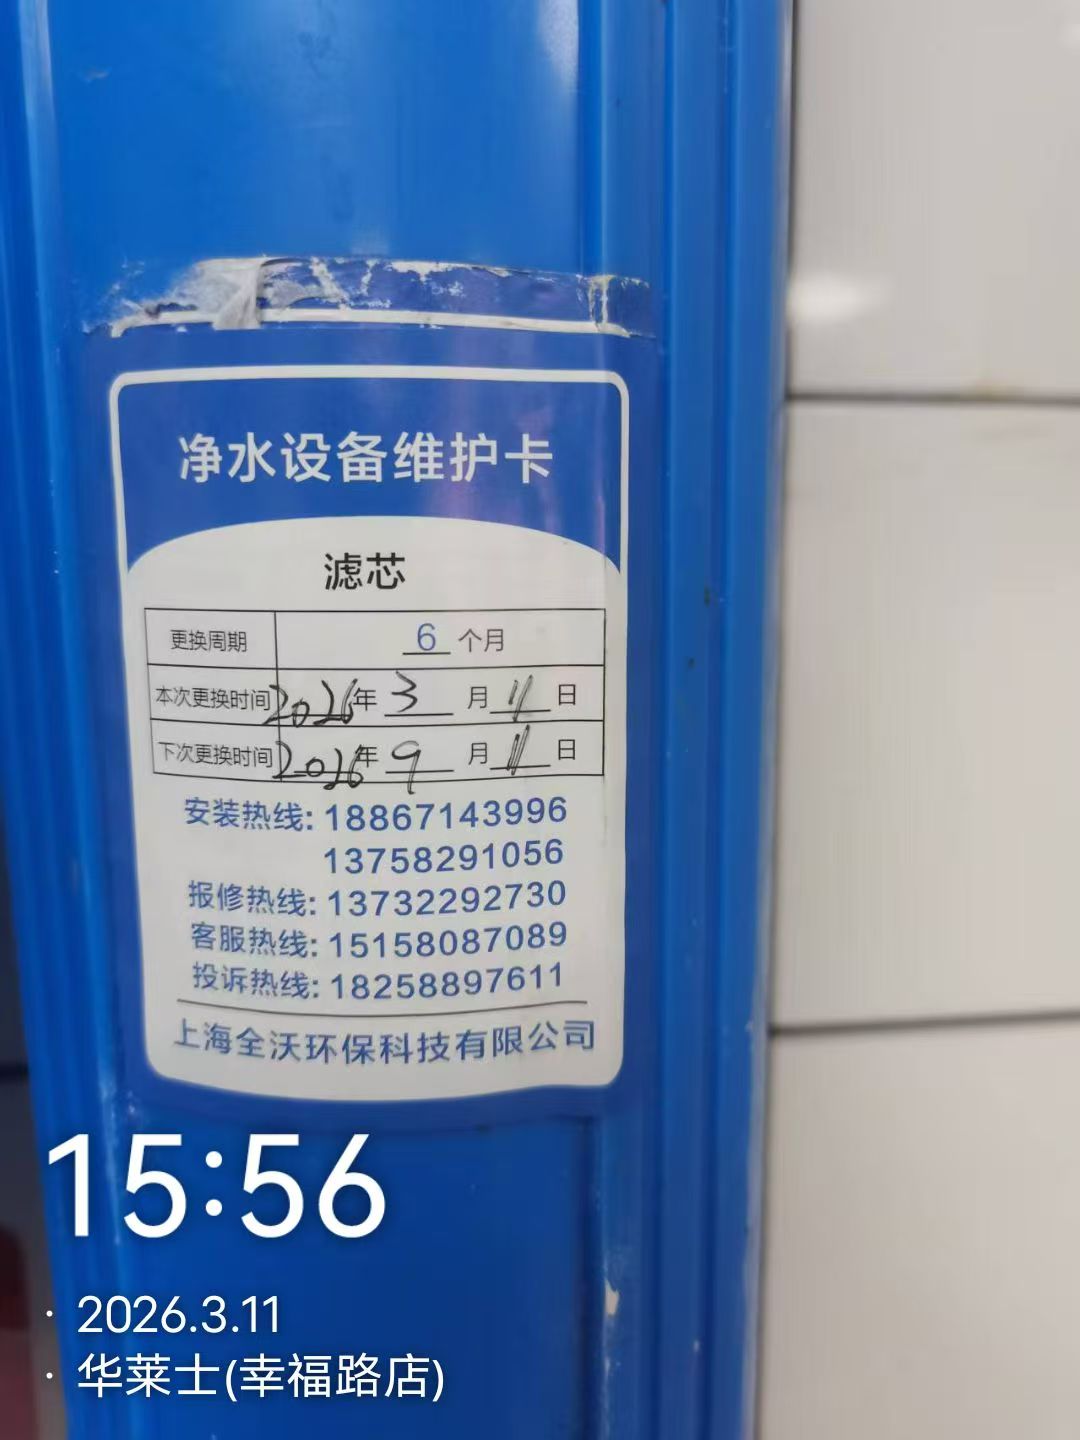 净水设备维护卡
滤芯
更换周期 6 个月
本次更换时间 2026年 3 月 11 日
下次更换时间 2026年 9 月 11 日
安装热线: 18867143996
13758291056
报修热线: 13732292730
客服热线: 15158087089
投诉热线: 18258897611
上海全沃环保科技有限公司
15:56
· 2026.3.11
· 华莱士(幸福路店)